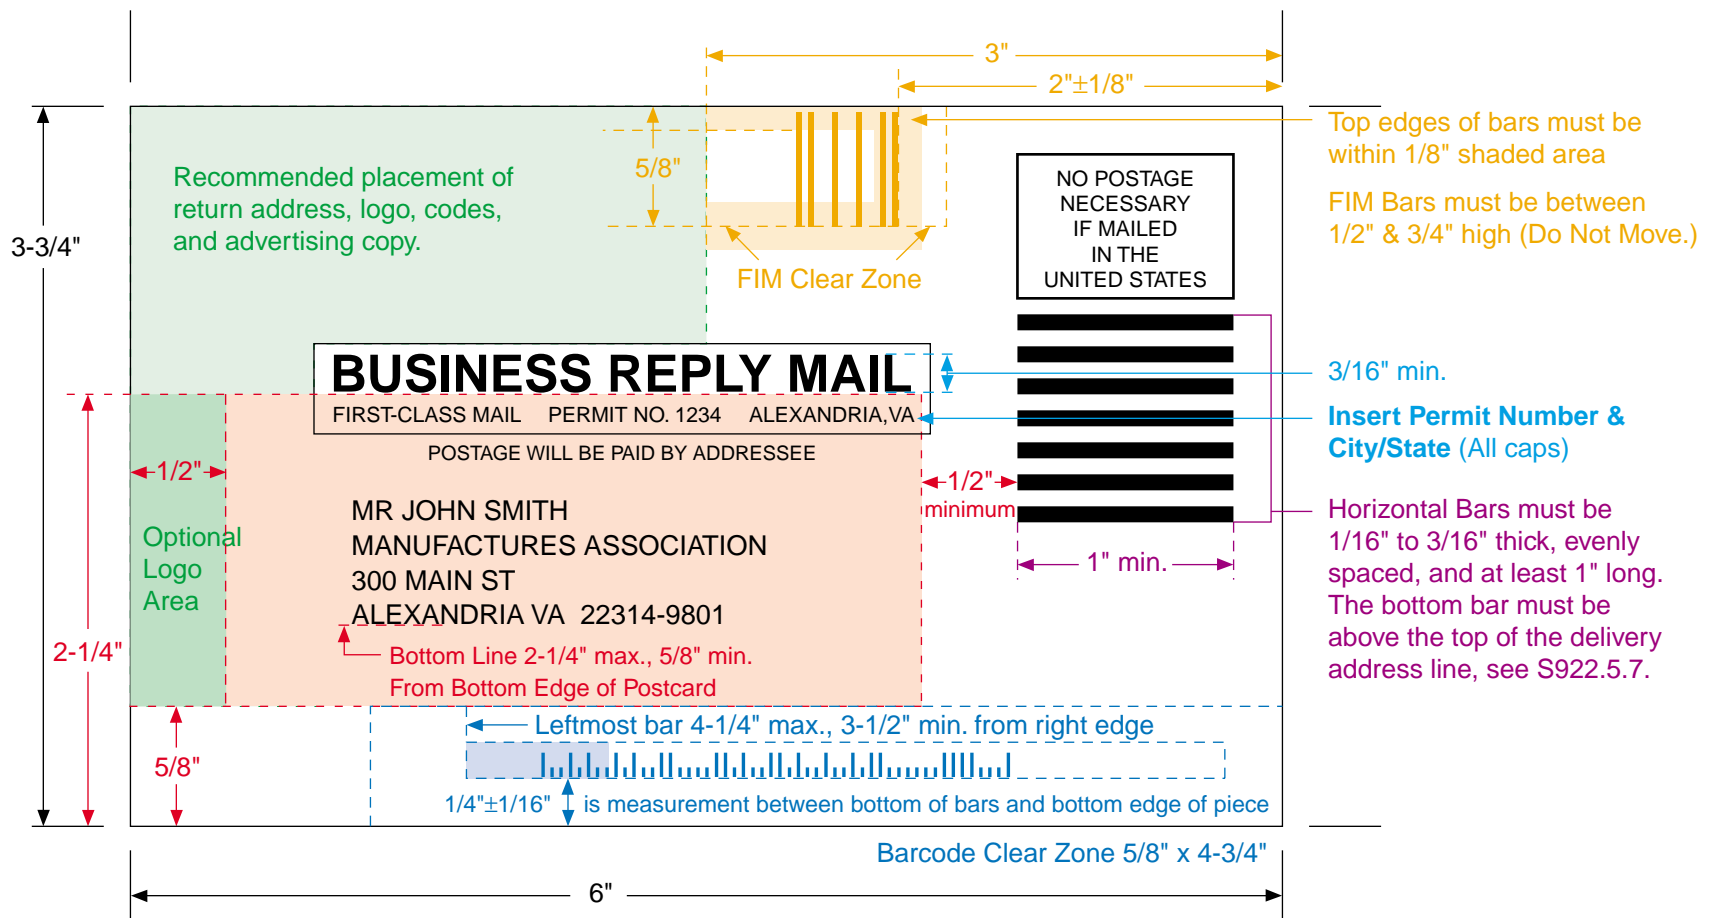 3"
2"±1/8"
Top edges of bars must be
within 1/8" shaded area
FIM Bars must be between
1/2" & 3/4" high (Do Not Move.)
5/8"
Recommended placement of
return address, logo, codes,
and advertising copy.
NO POSTAGE
NECESSARY
IF MAILED
IN THE
UNITED STATES
3-3/4"
FIM Clear Zone
BUSINESS REPLY MAIL
3/16" min.
FIRST-CLASS MAIL PERMIT NO. 1234 ALEXANDRIA,VA
Insert Permit Number &
City/State (All caps)
POSTAGE WILL BE PAID BY ADDRESSEE
1/2"
1/2"
minimum
MR JOHN SMITH
MANUFACTURES ASSOCIATION
300 MAIN ST
ALEXANDRIA VA 22314-9801
Optional
Logo
Area
1" min.
Horizontal Bars must be
1/16" to 3/16" thick, evenly
spaced, and at least 1" long.
The bottom bar must be
above the top of the delivery
address line, see S922.5.7.
2-1/4"
Bottom Line 2-1/4" max., 5/8" min.
From Bottom Edge of Postcard
Leftmost bar 4-1/4" max., 3-1/2" min. from right edge
5/8"
1/4"±1/16" is measurement between bottom of bars and bottom edge of piece
Barcode Clear Zone 5/8" x 4-3/4"
6"